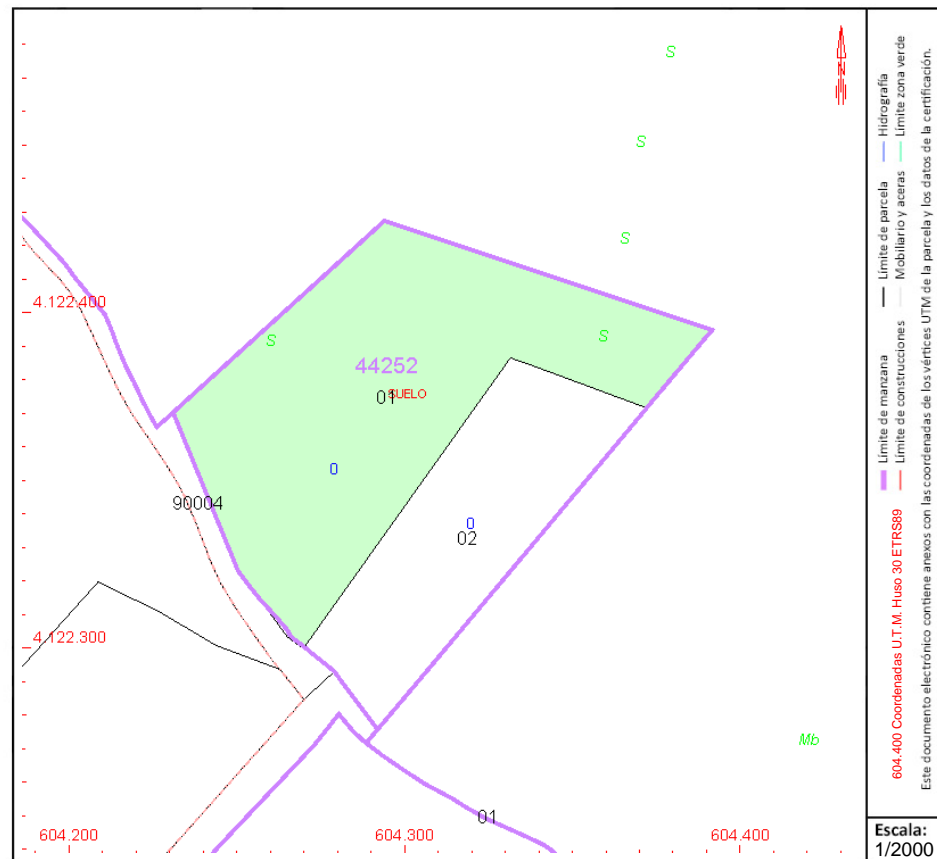 S
N
S
S
4.122.400
S
S
44252
01
SUELO
0
90004
0
02
4.122.300
Mb
01
604.200
604.300
604.400
604.400 Coordenadas U.T.M. Huso 30 ETRS89
Límite de manzana
Límite de construcciones
Límite de parcela
Mobiliario y aceras
Hidrografía
Límite zona verde
Este documento electrónico contiene anexos con las coordenadas de los vértices UTM de la parcela y los datos de la certificación.
Escala:
1/2000